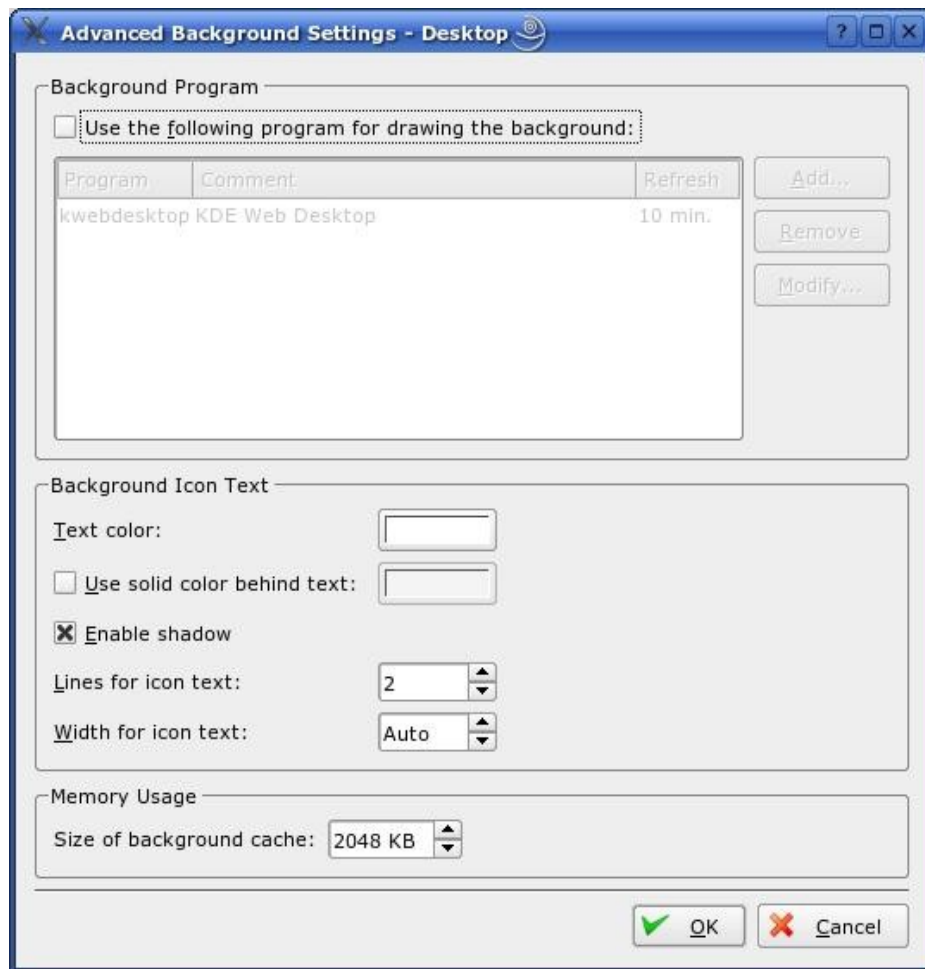 Advanced Background Settings - Desktop
Background Program
Use the following program for drawing the background:
Program Comment Refresh
kwebdesktop KDE Web Desktop 10 min.
Add...
Remove
Modify...
Background Icon Text
Text color:
Use solid color behind text:
Enable shadow
Lines for icon text: 2
Width for icon text: Auto
Memory Usage
Size of background cache: 2048 KB
OK Cancel